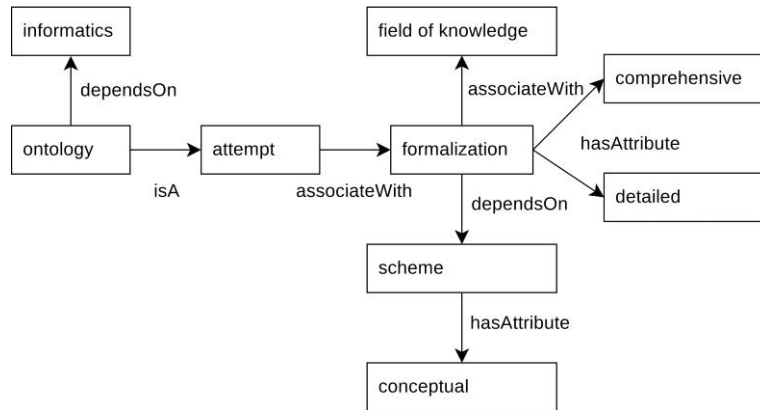 informatics
field of knowledge
comprehensive
dependsOn
associateWith
ontology
attempt
formalization
hasAttribute
isA
associateWith
dependsOn
detailed
scheme
hasAttribute
conceptual